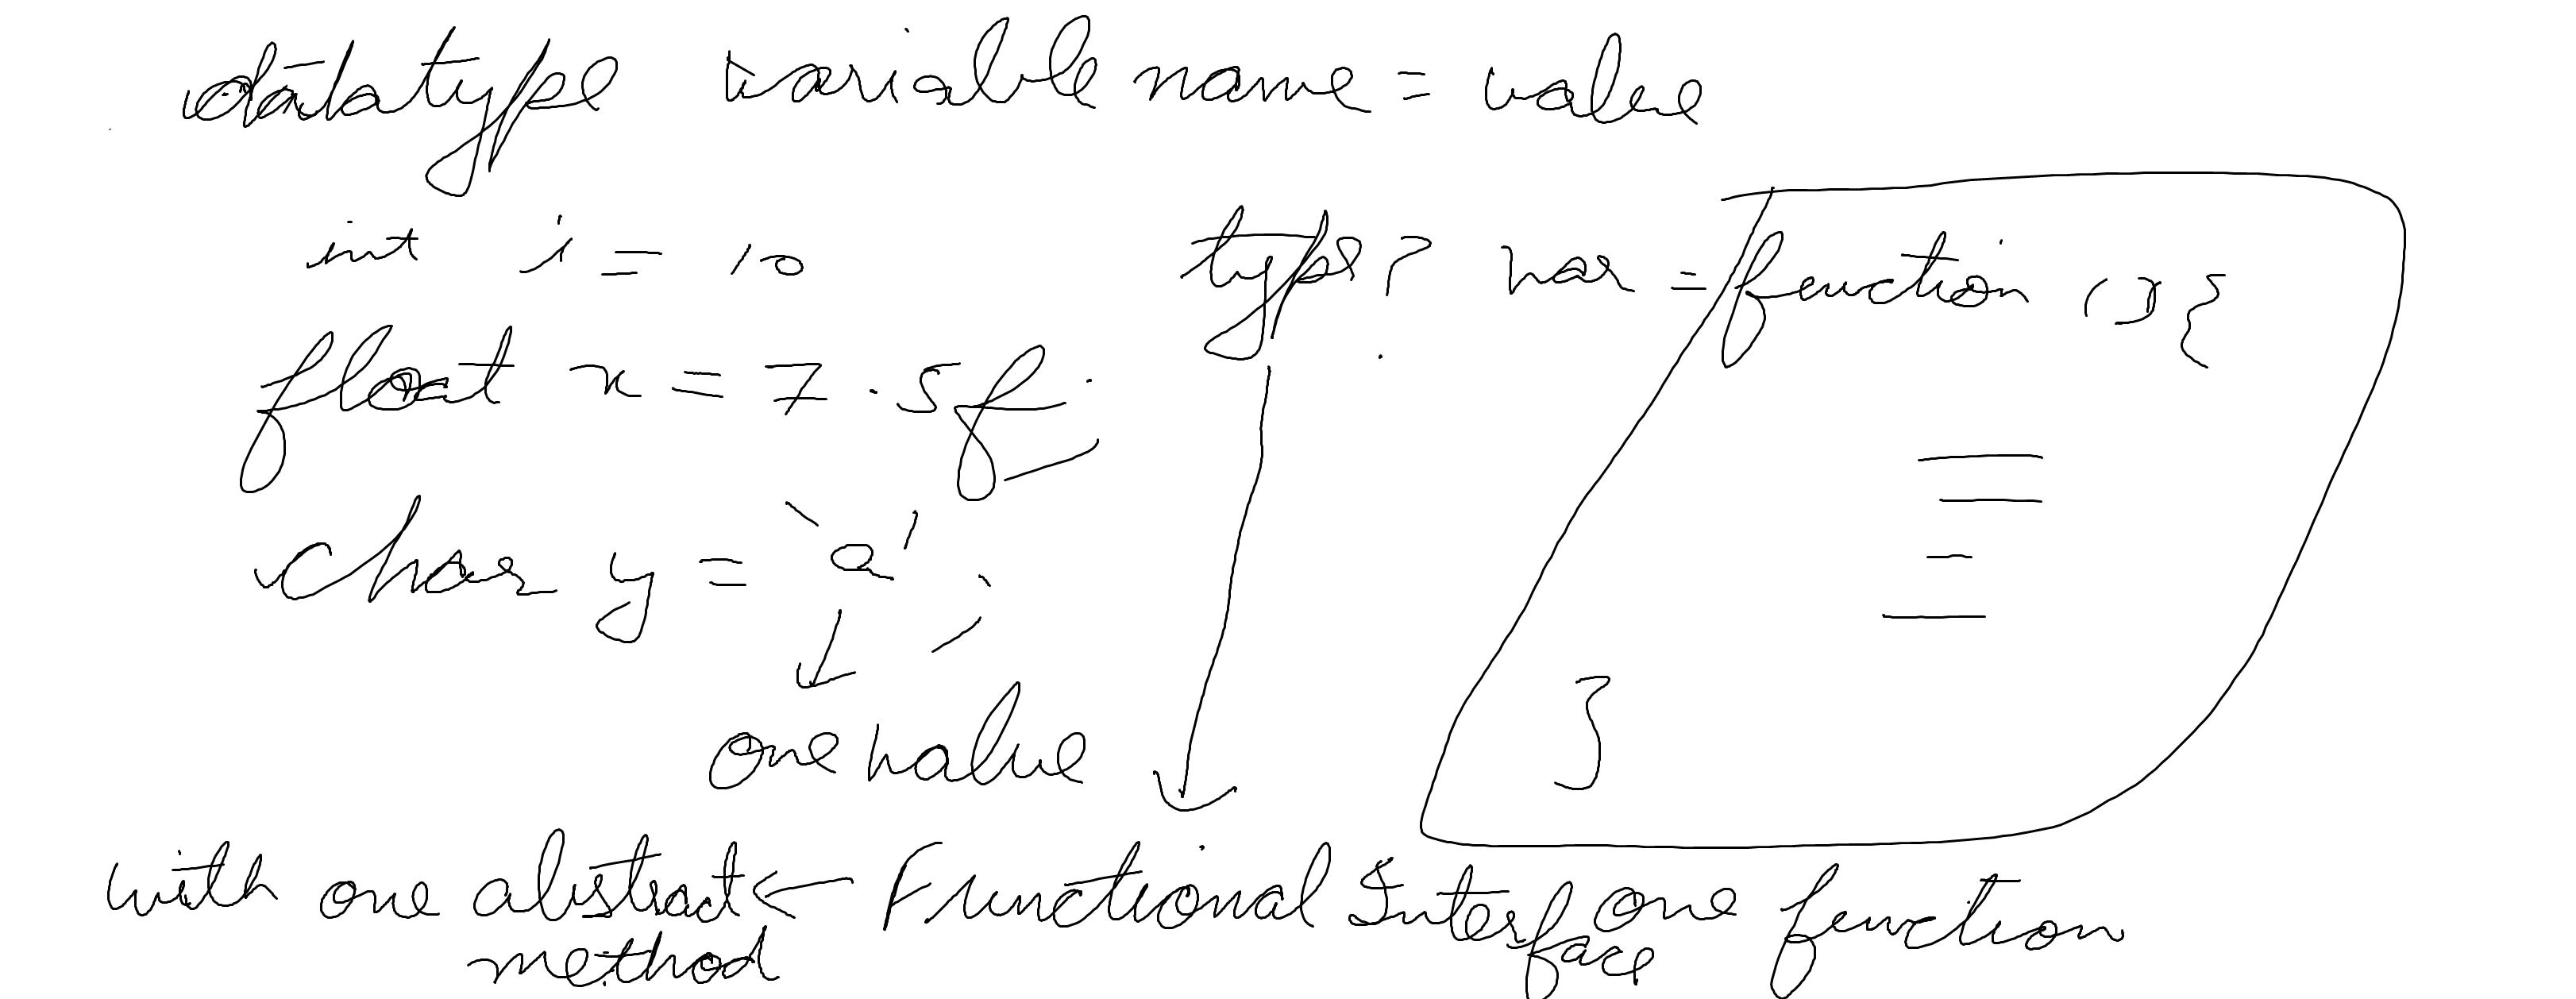 datatype variable name = value
int i = 10
type? var = function () {
float x = 7.5f;
char y = 'a';
}
one value
with one abstract ← Functional Interface one function
method